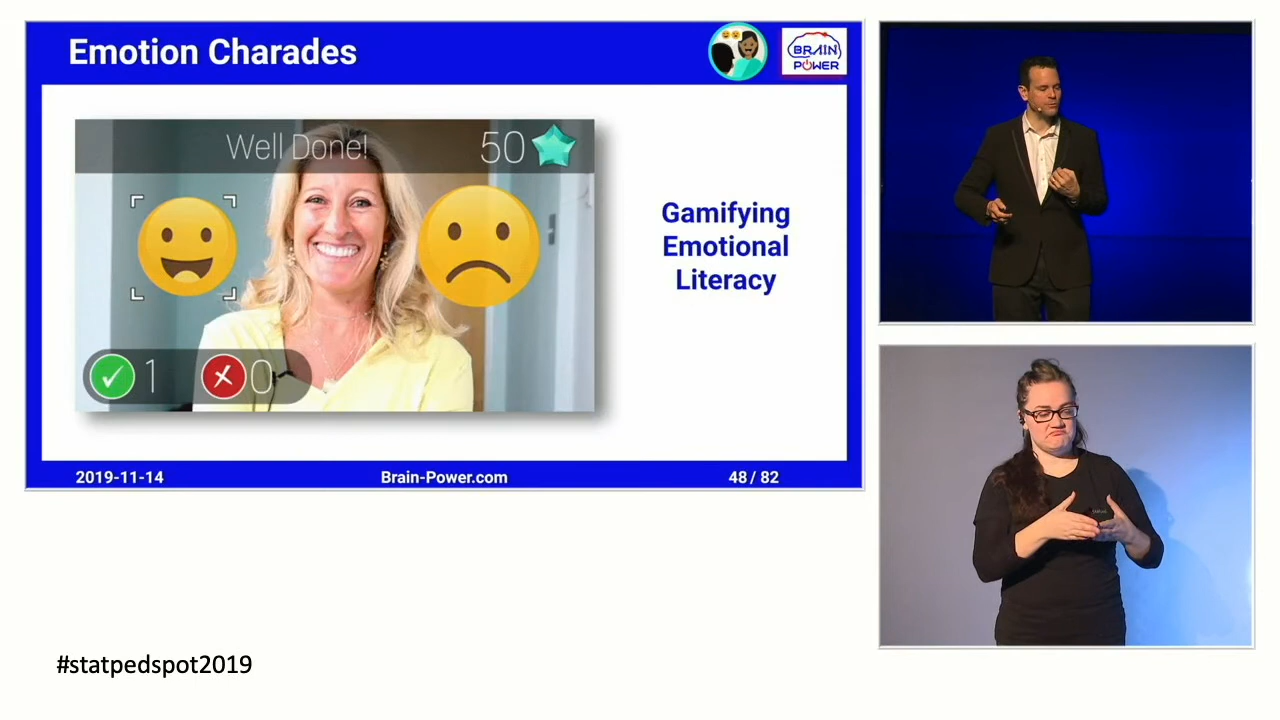 Emotion Charades
BRAIN
POWER
Well Done!
50
1
0
Gamifying
Emotional
Literacy
2019-11-14
Brain-Power.com
48 / 82
#statpedspot2019